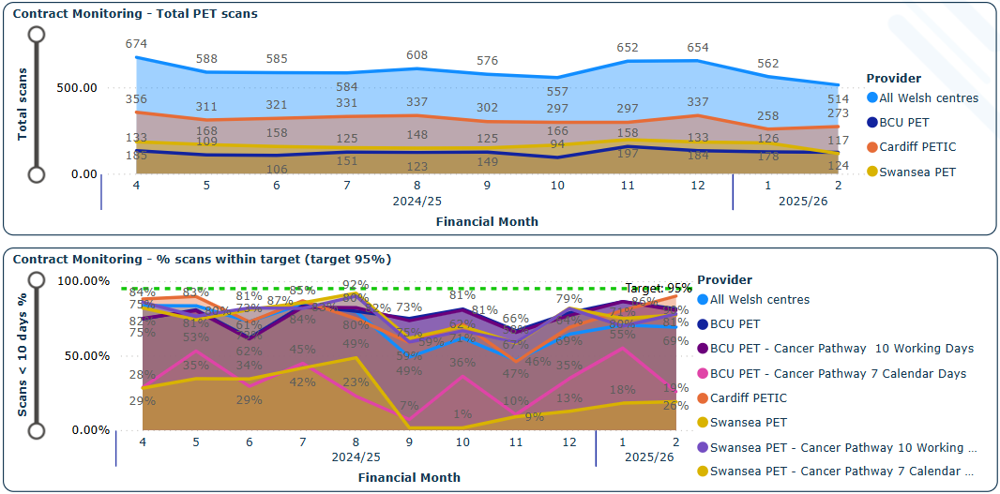 Contract Monitoring - Total PET scans
674
588
585
584
608
576
557
652
654
562
514
500.00
356
311
321
331
337
302
297
297
337
258
273
133
168
109
158
125
148
125
166
94
158
133
126
117
185
106
151
123
149
197
184
178
124
0.00
Total scans
4 5 6 7 8 9 10 11 12 1 2
2024/25 2025/26
Financial Month
Provider
All Welsh centres
BCU PET
Cardiff PETIC
Swansea PET
Contract Monitoring - % scans within target (target 95%)
100.00%
Target: 95%
84% 83% 81% 85% 92% 73% 81% 66% 79% 86%
75% 73% 87% 81% 71%
82% 81% 61% 84% 80% 75% 62% 67% 69% 81%
75% 53% 62% 45% 49% 59% 59% 71% 46% 55% 69%
50.00%
28% 35% 34% 42% 23% 49% 36% 47% 35% 18% 19%
29% 29% 7% 1% 10% 9% 13% 26%
0.00%
Scans < 10 days %
4 5 6 7 8 9 10 11 12 1 2
2024/25 2025/26
Financial Month
Provider
All Welsh centres
BCU PET
BCU PET - Cancer Pathway 10 Working Days
BCU PET - Cancer Pathway 7 Calendar Days
Cardiff PETIC
Swansea PET
Swansea PET - Cancer Pathway 10 Working ...
Swansea PET - Cancer Pathway 7 Calendar ...